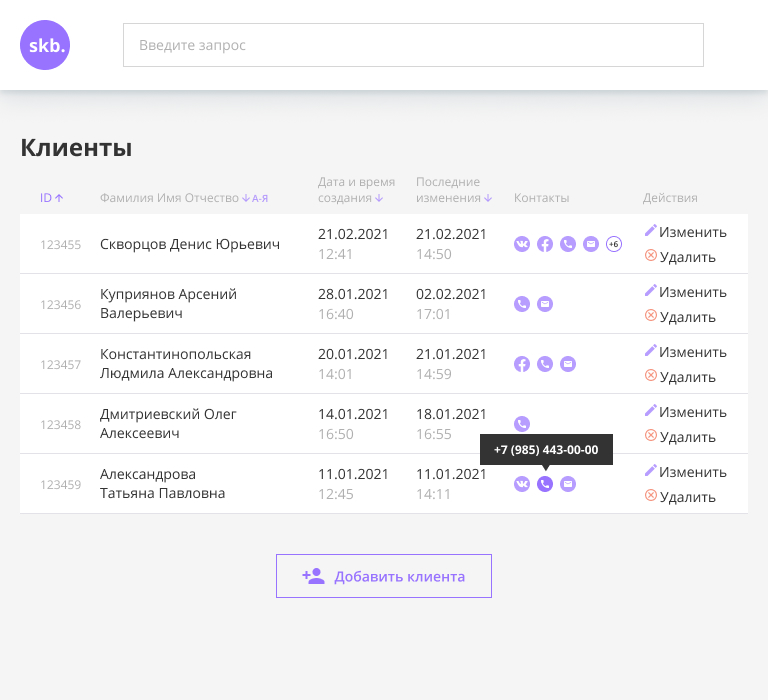 skb.
Введите запрос
Клиенты
ID Фамилия Имя Отчество А-Я Дата и время создания Последние изменения Контакты Действия
123455 Скворцов Денис Юрьевич 21.02.2021 12:41 21.02.2021 14:50 +6 Изменить Удалить
123456 Куприянов Арсений Валерьевич 28.01.2021 16:40 02.02.2021 17:01 Изменить Удалить
123457 Константинопольская Людмила Александровна 20.01.2021 14:01 21.01.2021 14:59 Изменить Удалить
123458 Дмитриевский Олег Алексеевич 14.01.2021 16:50 18.01.2021 16:55 Изменить Удалить
+7 (985) 443-00-00
123459 Александрова Татьяна Павловна 11.01.2021 12:45 11.01.2021 14:11 Изменить Удалить
Добавить клиента